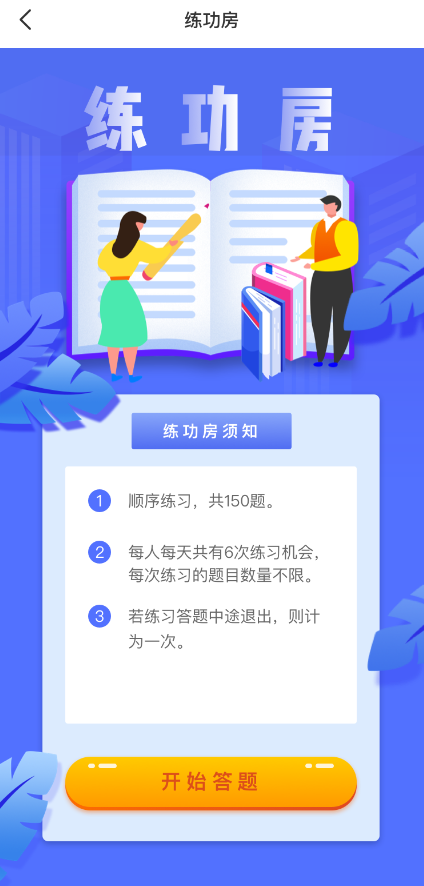 练功房
练功房
练功房须知
1 顺序练习，共150题。
2 每人每天共有6次练习机会，
每次练习的题目数量不限。
3 若练习答题中途退出，则计
为一次。
开始答题